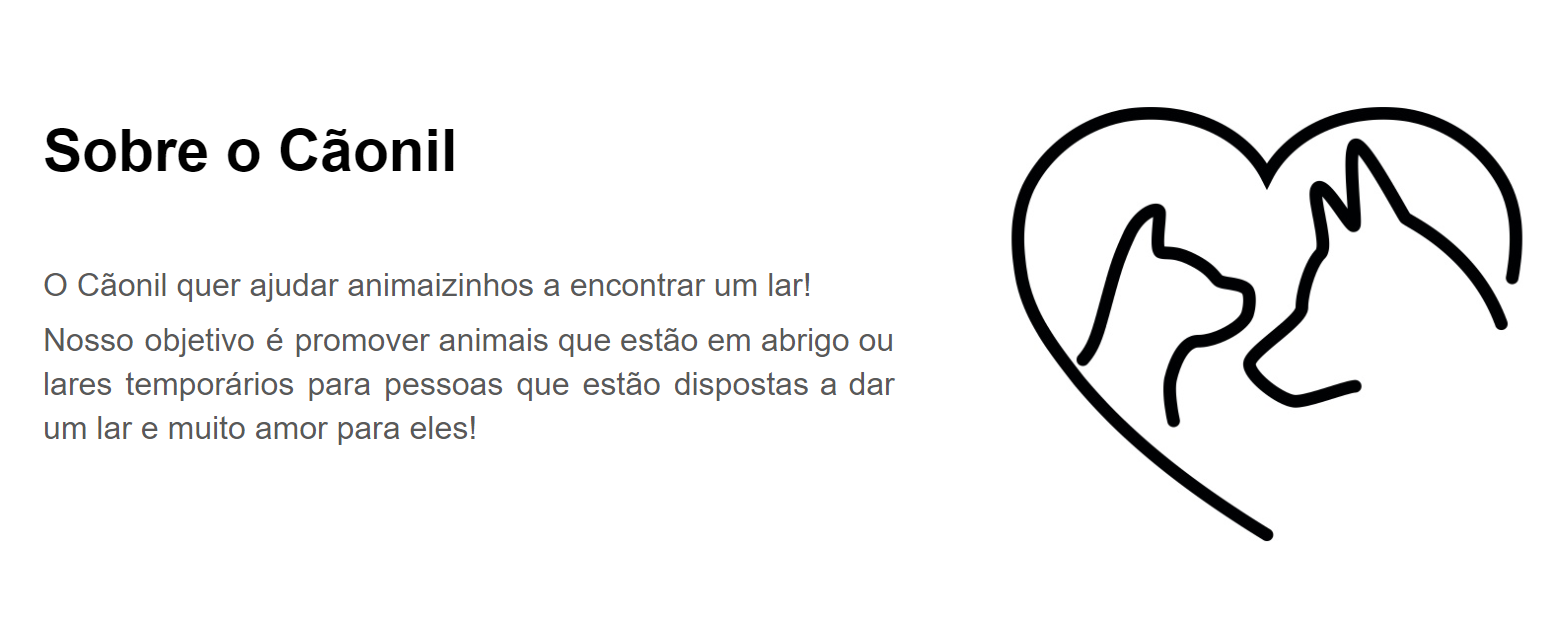 Sobre o Cãonil
O Cãonil quer ajudar animaizinhos a encontrar um lar!
Nosso objetivo é promover animais que estão em abrigo ou
lares temporários para pessoas que estão dispostas a dar
um lar e muito amor para eles!